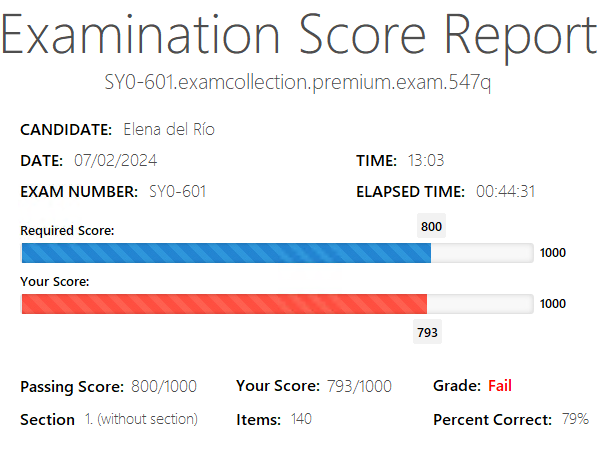 Examination Score Report
SY0-601.examcollection.premium.exam.547q
CANDIDATE: Elena del Río
DATE: 07/02/2024 TIME: 13:03
EXAM NUMBER: SY0-601 ELAPSED TIME: 00:44:31
800
Required Score:
1000
Your Score:
1000
793
Passing Score: 800/1000 Your Score: 793/1000 Grade: Fail
Section 1. (without section) Items: 140 Percent Correct: 79%